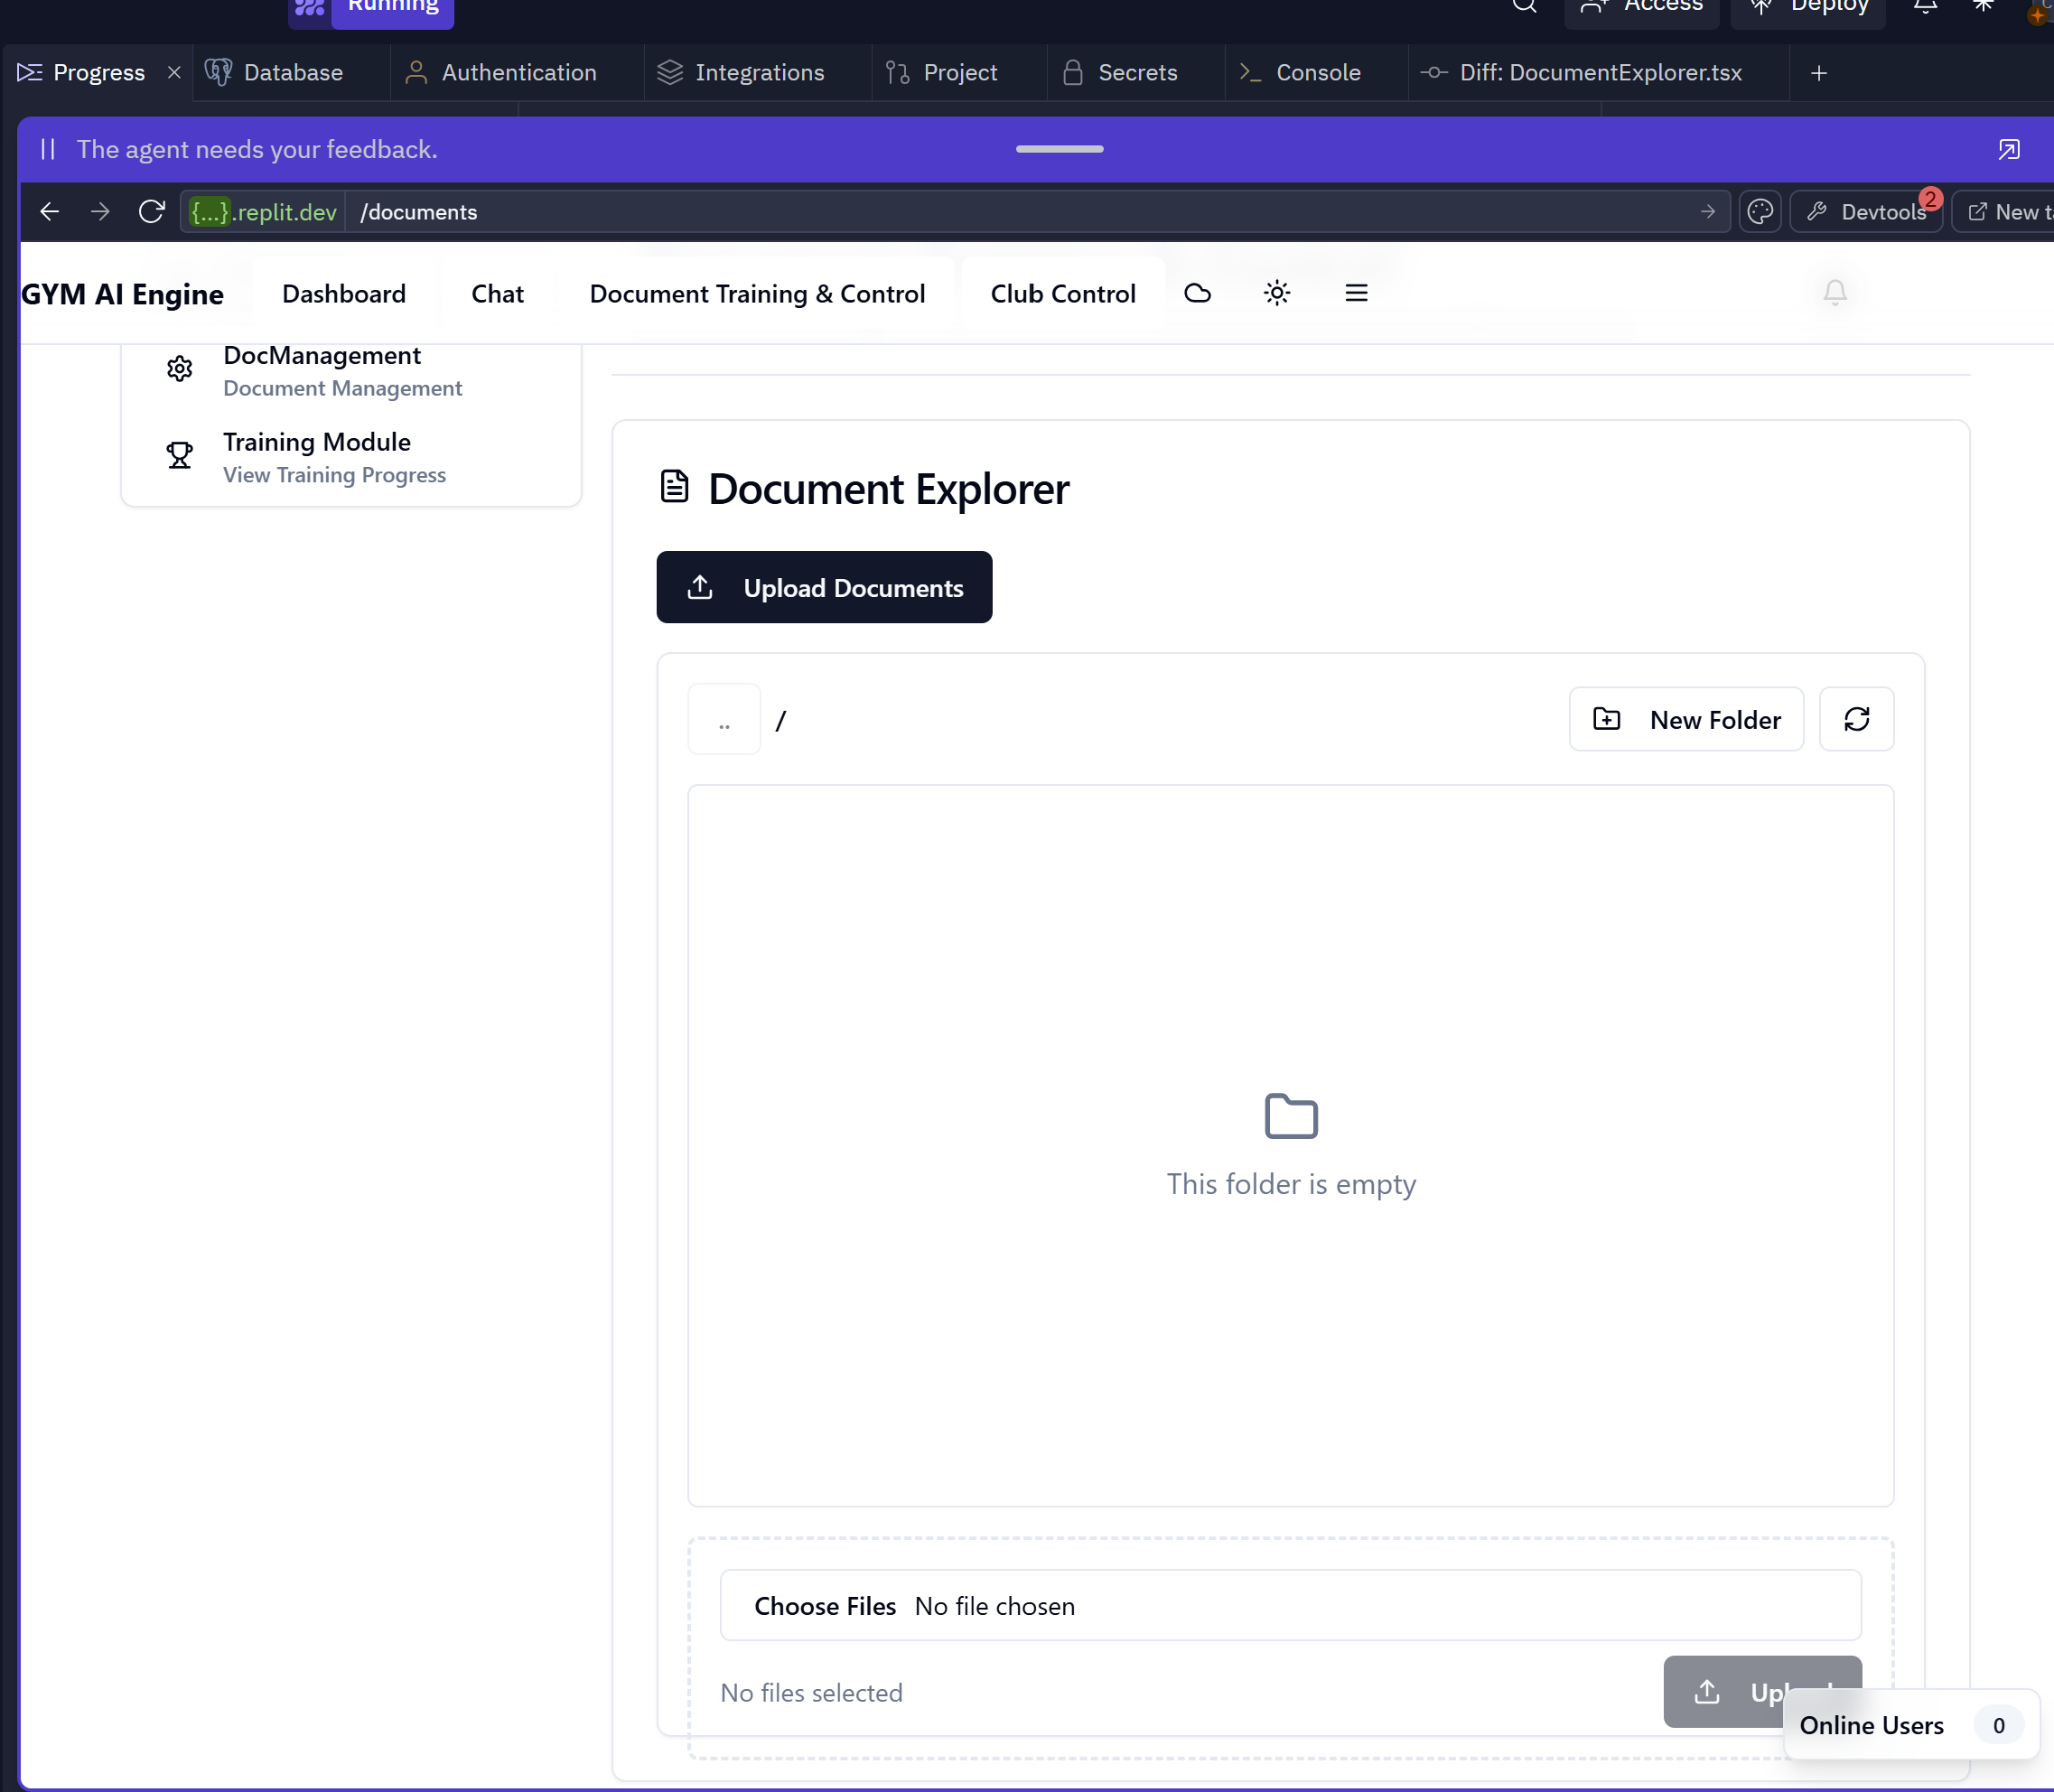 Running
Access
Deploy
Progress
Database
Authentication
Integrations
Project
Secrets
Console
Diff: DocumentExplorer.tsx
The agent needs your feedback.
{...}.replit.dev
/documents
Devtools
2
New
GYM AI Engine
Dashboard
Chat
Document Training & Control
Club Control
DocManagement
Document Management
Training Module
View Training Progress
Document Explorer
Upload Documents
..
/
New Folder
This folder is empty
Choose Files No file chosen
No files selected
Online Users 0